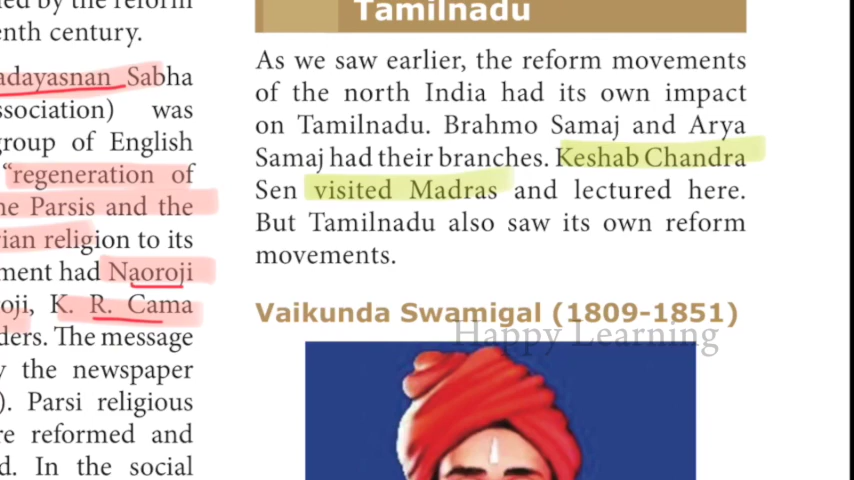 ed by the reform
enth century.
adayasnan Sabha
ssociation) was
group of English
"regeneration of
ne Parsis and the
rian religion to its
ment had Naoroji
oji, K. R. Cama
ders. The message
y the newspaper
). Parsi religious
re reformed and
d. In the social
Tamilnadu
As we saw earlier, the reform movements
of the north India had its own impact
on Tamilnadu. Brahmo Samaj and Arya
Samaj had their branches. Keshab Chandra
Sen visited Madras and lectured here.
But Tamilnadu also saw its own reform
movements.
Vaikunda Swamigal (1809-1851)
Happy Learning